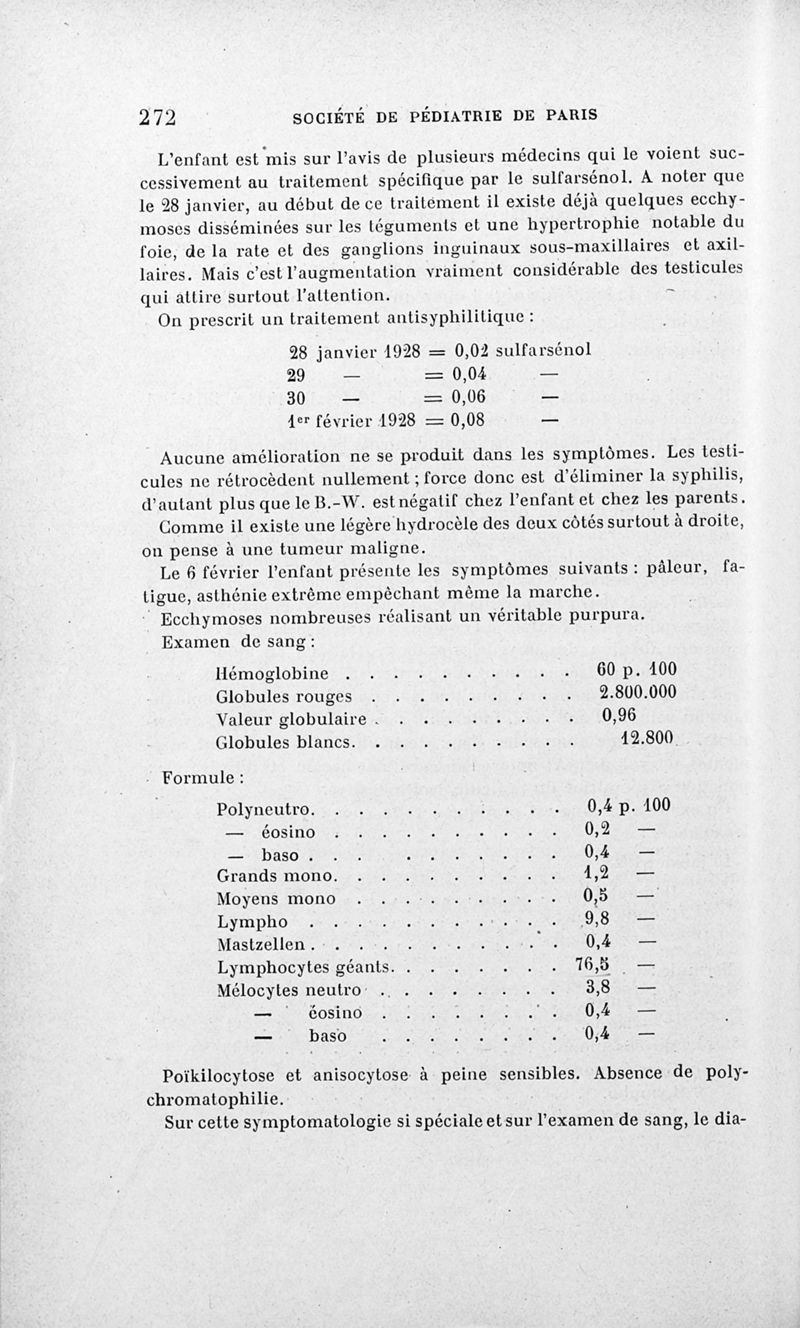 272 SOCIÉTÉ DE PÉDIATRIE DE PARIS
L'enfant est mis sur l'avis de plusieurs médecins qui le voient suc-
cessivement au traitement spécifique par le sulfarsénol. A noter que
le 28 janvier, au début de ce traitement il existe déjà quelques ecchy-
moses disséminées sur les téguments et une hypertrophie notable du
foie, de la rate et des ganglions inguinaux sous-maxillaires et axil-
laires. Mais c'est l'augmentation vraiment considérable des testicules
qui attire surtout l'attention.
On prescrit un traitement antisyphilitique :
28 janvier 1928 = 0,02 sulfarsénol
29 — = 0,04 —
30 — = 0,06 —
1er février 1928 = 0,08 —
Aucune amélioration ne se produit dans les symptômes. Les testi-
cules ne rétrocèdent nullement ; force donc est d'éliminer la syphilis,
d'autant plus que le B.-W. est négatif chez l'enfant et chez les parents.
Comme il existe une légère hydrocèle des deux côtés surtout à droite,
on pense à une tumeur maligne.
Le 6 février l'enfant présente les symptômes suivants : pâleur, fa-
tigue, asthénie extrême empêchant même la marche.
Ecchymoses nombreuses réalisant un véritable purpura.
Examen de sang :
Hémoglobine . . . . . . . . . . 60 p. 100
Globules rouges . . . . . . . . . 2.800.000
Valeur globulaire . . . . . . . . . 0,96
Globules blancs. . . . . . . . . . 12.800
Formule :
Polyneutro. . . . . . . . . . . 0,4 p. 100
— éosino . . . . . . . . . . 0,2 —
— baso . . . . . . . . . . 0,4 —
Grands mono. . . . . . . . . . 1,2 —
Moyens mono . . . . . . . . . 0,5 —
Lympho . . . . . . . . . . . 9,8 —
Mastzellen . . . . . . . . . . . 0,4 —
Lymphocytes géants. . . . . . . . 76,5 —
Mélocytes neutro . . . . . . . . 3,8 —
— éosino . . . . . . . . 0,4 —
— baso . . . . . . . . 0,4 —
Poïkilocytose et anisocytose à peine sensibles. Absence de poly-
chromatophilie.
Sur cette symptomatologie si spéciale et sur l'examen de sang, le dia-